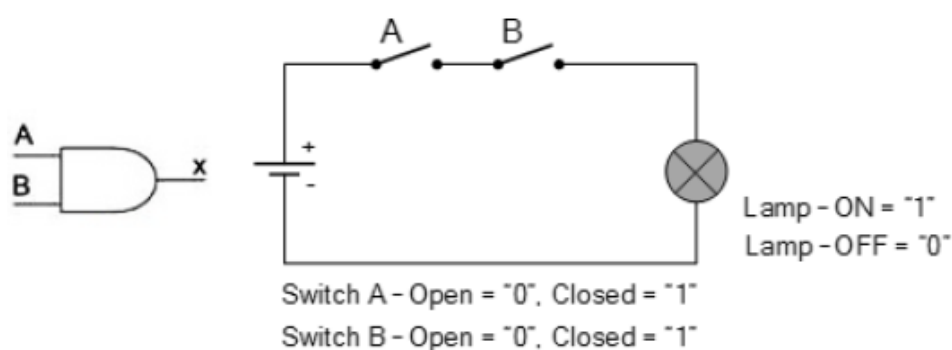 A B
A
B
x
+
-
Lamp - ON = "1"
Lamp - OFF = "0"
Switch A - Open = "0", Closed = "1"
Switch B - Open = "0", Closed = "1"